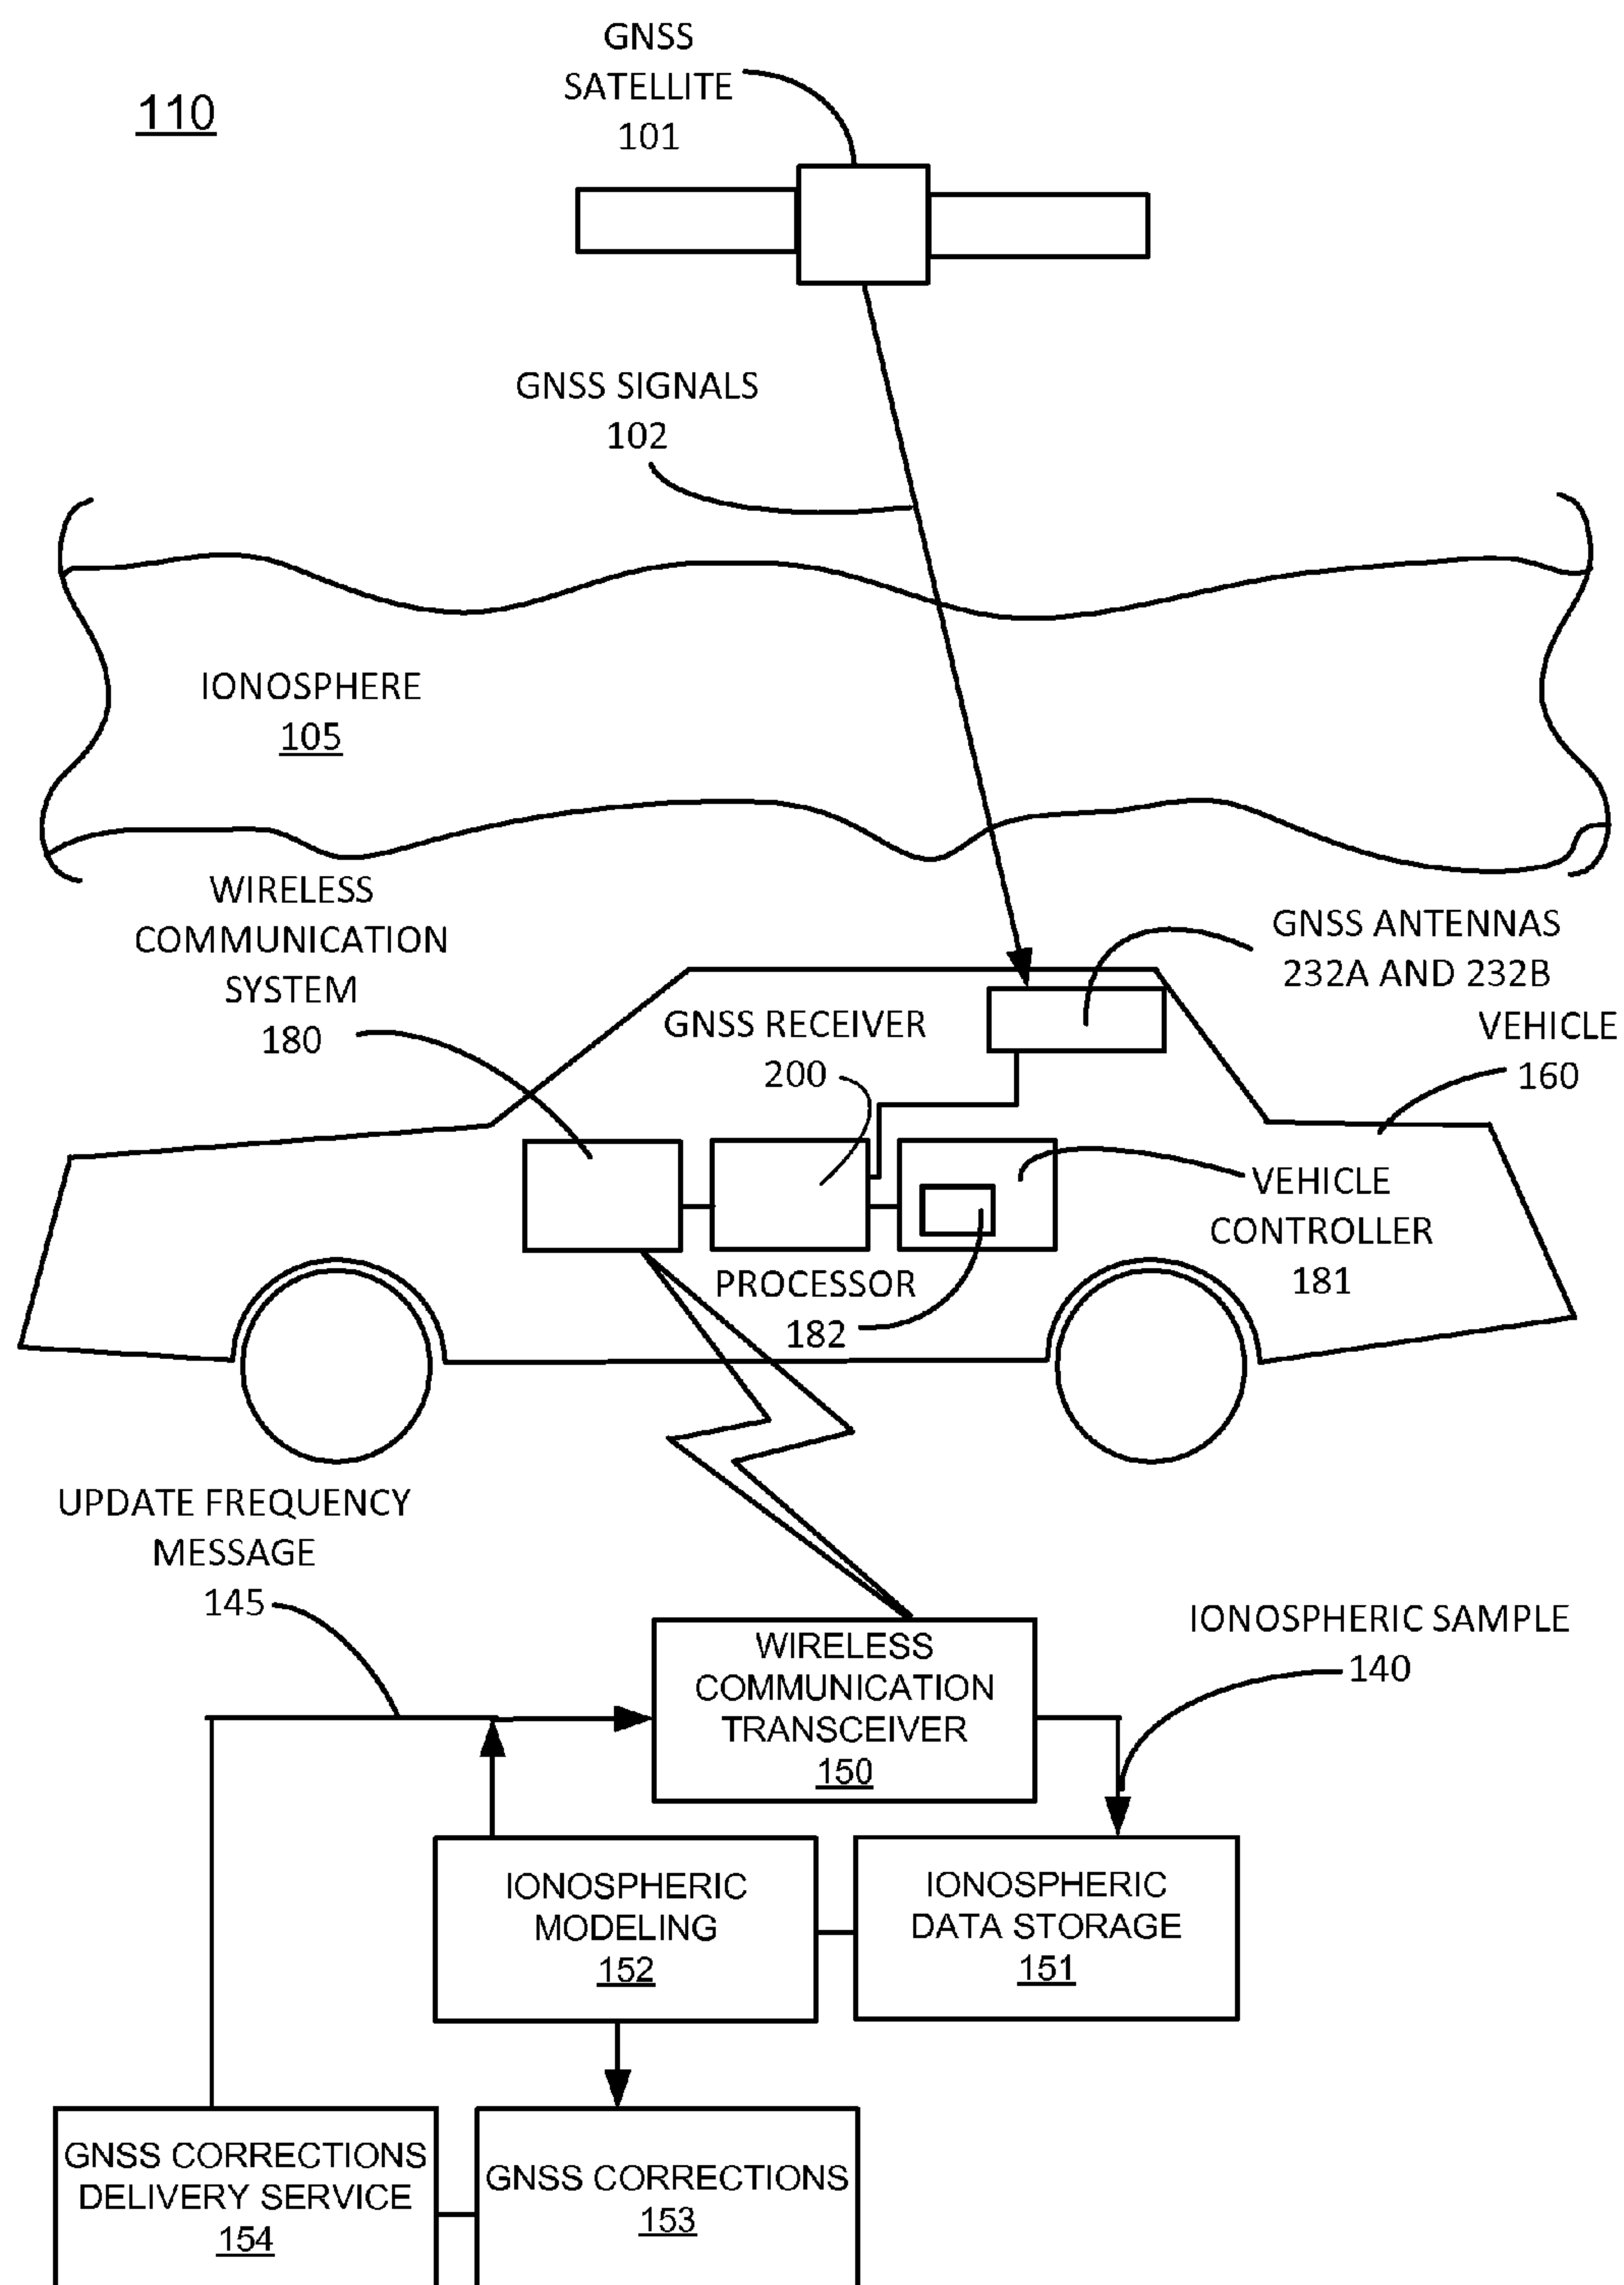 110
GNSS
SATELLITE
101
GNSS SIGNALS
102
IONOSPHERE
105
WIRELESS
COMMUNICATION
SYSTEM
180
GNSS ANTENNAS
232A AND 232B
GNSS RECEIVER
200
VEHICLE
160
VEHICLE
CONTROLLER
181
PROCESSOR
182
UPDATE FREQUENCY
MESSAGE
145
IONOSPHERIC SAMPLE
140
WIRELESS
COMMUNICATION
TRANSCEIVER
150
IONOSPHERIC
MODELING
152
IONOSPHERIC
DATA STORAGE
151
GNSS CORRECTIONS
DELIVERY SERVICE
154
GNSS CORRECTIONS
153